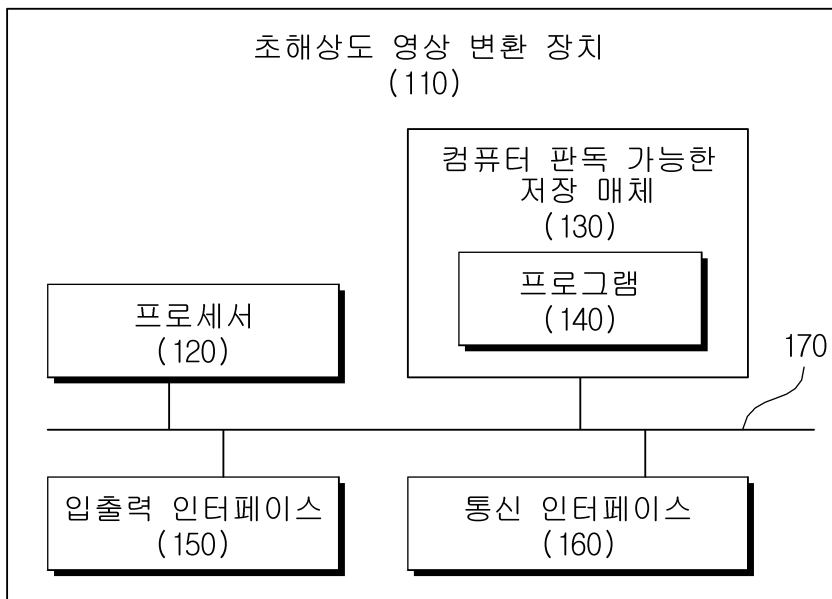 초해상도 영상 변환 장치
(110)
컴퓨터 판독 가능한
저장 매체
(130)
프로그램
(140)
프로세서
(120)
170
입출력 인터페이스
(150)
통신 인터페이스
(160)